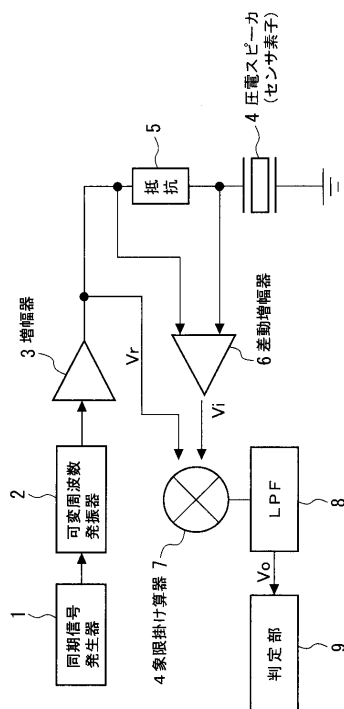 1
同期信号
発生器
2
可変周波数
発振器
3 増幅器
Vr
5
抵抗
4 圧電スピーカ
(センサ素子)
6 差動増幅器
Vi
4象限掛け算器 7
LPF
8
Vo
判定部
9